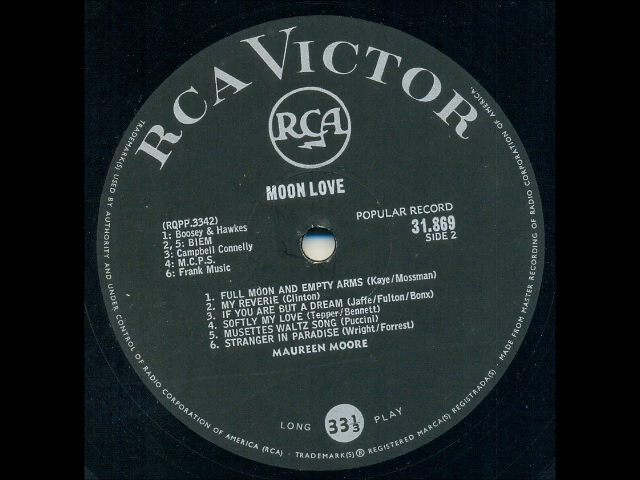 RCA VICTOR
RCA
MOON LOVE
(RQPP.3342)
1: Boosey & Hawkes
2, 5: BIEM
3: Campbell Connelly
4: M.C.P.S.
6: Frank Music
POPULAR RECORD
31.869
SIDE 2
1. FULL MOON AND EMPTY ARMS (Kaye/Mossman)
2. MY REVERIE (Clinton)
3. IF YOU ARE BUT A DREAM (Jaffe/Fulton/Bonx)
4. SOFTLY MY LOVE (Tepper/Bennett)
5. MUSETTES WALTZ SONG (Puccini)
6. STRANGER IN PARADISE (Wright/Forrest)
MAUREEN MOORE
LONG 33 1/3 PLAY
TRADEMARK(S) USED BY AUTHORITY AND UNDER CONTROL OF RADIO CORPORATION OF AMERICA (RCA) · TRADEMARK(S) ® REGISTERED MARCA(S) REGISTRADA(S) · MADE FROM MASTER RECORDING OF RADIO CORPORATION OF AMERICA.